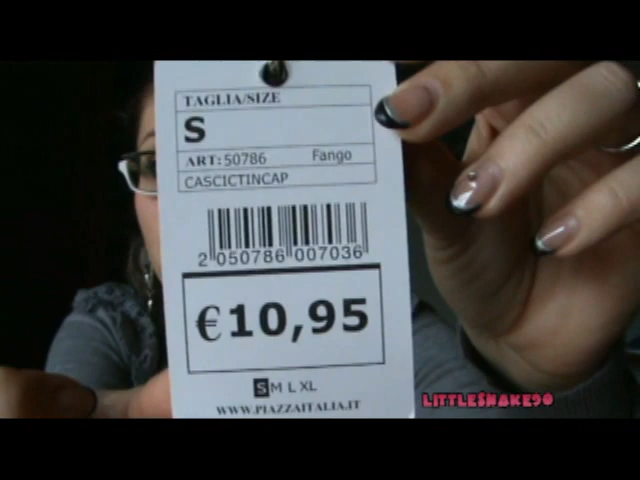 TAGLIA/SIZE
S
ART: 50786 Fango
CASCICTINCAP
2 050786 007036
€ 10,95
S M L XL
WWW.PIAZZAITALIA.IT
LITTLESNAKE90